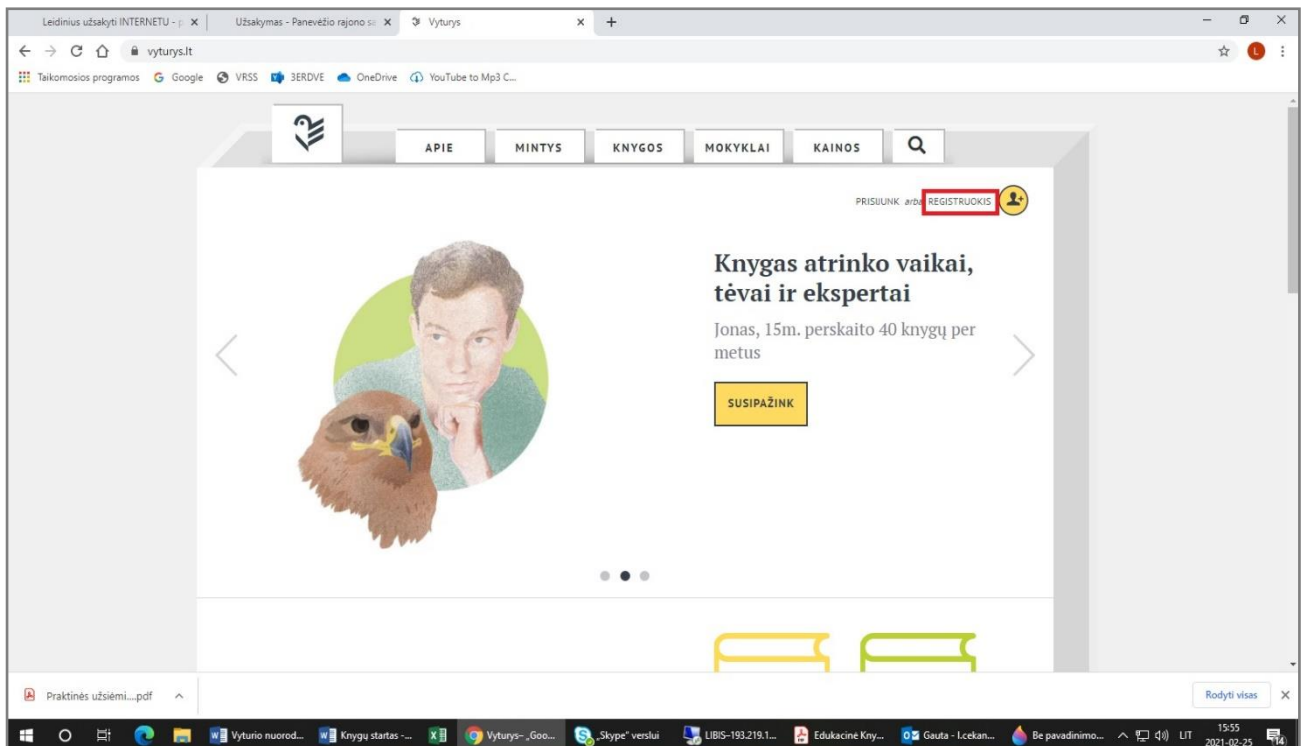 Leidinius užsakyti INTERNETU - p
Užsakymas - Panevėžio rajono sa
Vyturys
vyturys.lt
L
Taikomosios programos
Google
VRSS
3ERDVE
OneDrive
YouTube to Mp3 C...
APIE
MINTYS
KNYGOS
MOKYKLAI
KAINOS
PRISIJUNK arba REGISTRUOKIS
Knygas atrinko vaikai,
tėvai ir ekspertai
Jonas, 15m. perskaito 40 knygų per
metus
SUSIPAŽINK
Praktinės užsiėmi....pdf
Rodyti visas
Vyturio nuorod...
Knygų startas -...
Vyturys– „Goo...
„Skype“ verslui
LIBIS–193.219.1...
Edukacine Kny...
Gauta - l.cekan...
Be pavadinimo...
LIT
15:55
2021-02-25
14